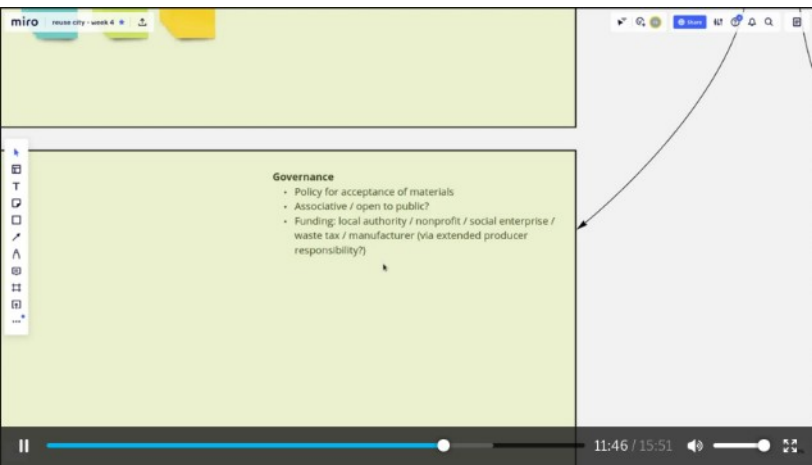 miro reuse city - week 4 Share
Governance
• Policy for acceptance of materials
• Associative / open to public?
• Funding: local authority / nonprofit / social enterprise /
waste tax / manufacturer (via extended producer
responsibility?)
11:46 / 15:51